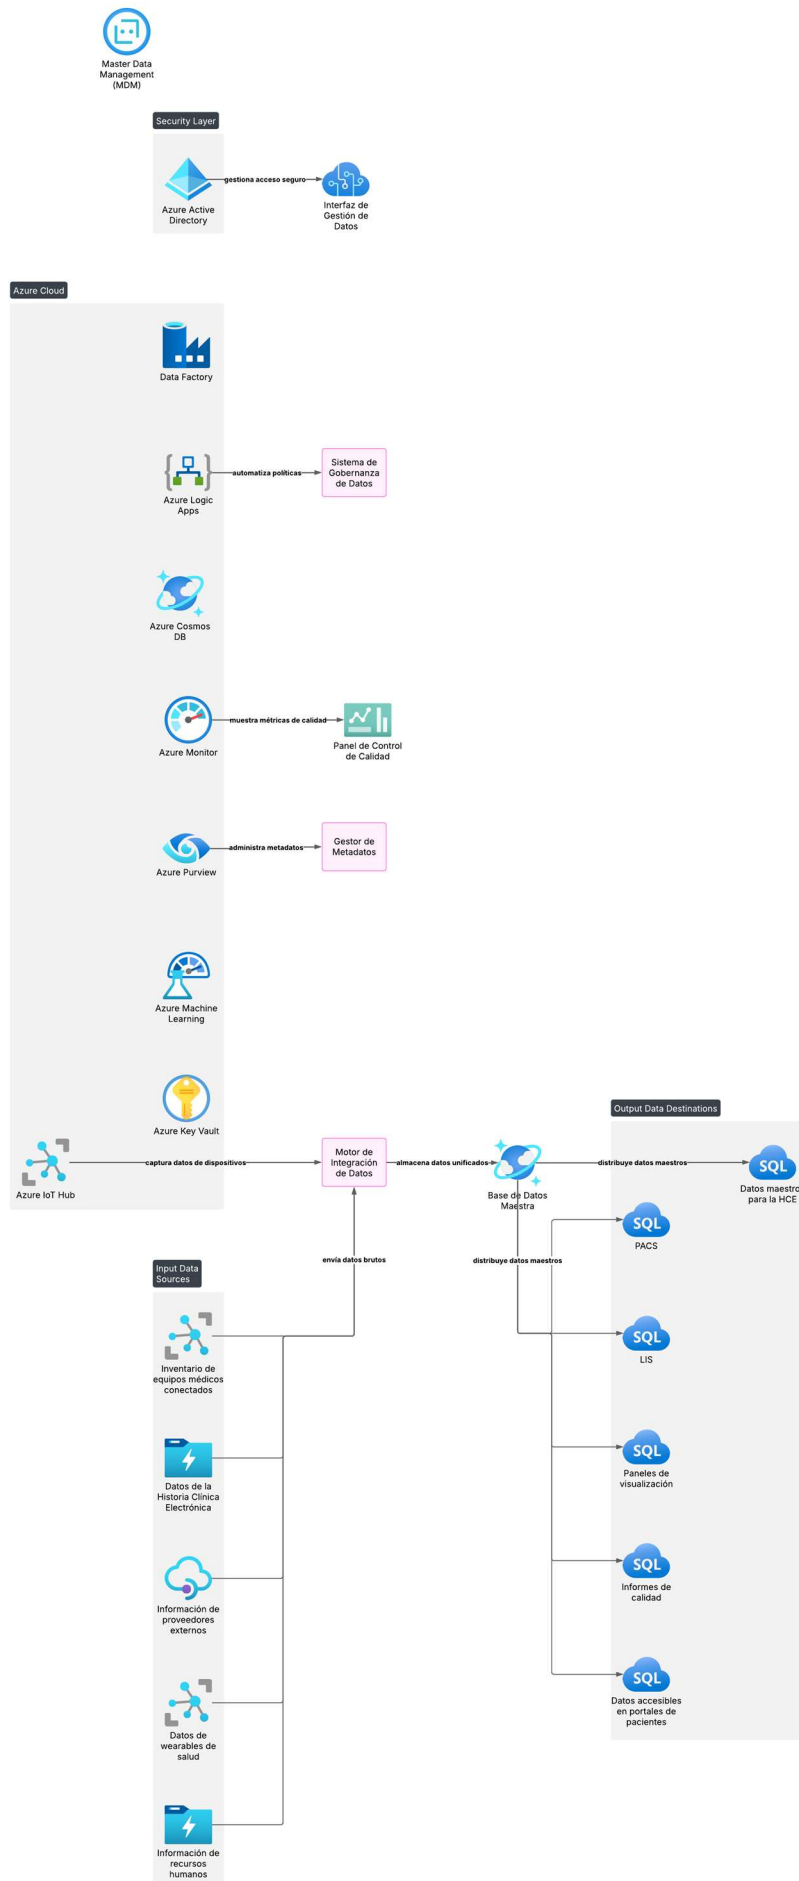 Master Data
Management
(MDM)
Security Layer
gestiona acceso seguro
Azure Active
Directory
Interfaz de
Gestión de
Datos
Azure Cloud
Data Factory
automatiza políticas
Sistema de
Gobernanza
de Datos
Azure Logic
Apps
Azure Cosmos
DB
muestra métricas de calidad
Azure Monitor
Panel de Control
de Calidad
administra metadatos
Gestor de
Metadatos
Azure Purview
Azure Machine
Learning
Azure Key Vault
Output Data Destinations
captura datos de dispositivos
Motor de
Integración
de Datos
almacena datos unificados
distribuye datos maestros
SQL
Azure IoT Hub
Base de Datos
Maestra
Datos maestro
para la HCE
SQL
PACS
envía datos brutos
distribuye datos maestros
Input Data
Sources
SQL
LIS
Inventario de
equipos médicos
conectados
SQL
Paneles de
visualización
Datos de la
Historia Clínica
Electrónica
SQL
Informes de
calidad
Información de
proveedores
externos
SQL
Datos accesibles
en portales de
pacientes
Datos de
wearables de
salud
Información de
recursos
humanos